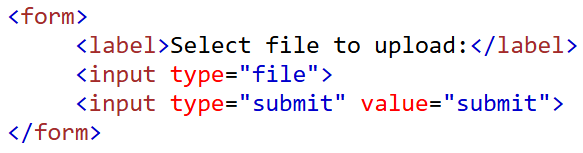 <form>
<label>Select file to upload:</label>
<input type="file">
<input type="submit" value="submit">
</form>